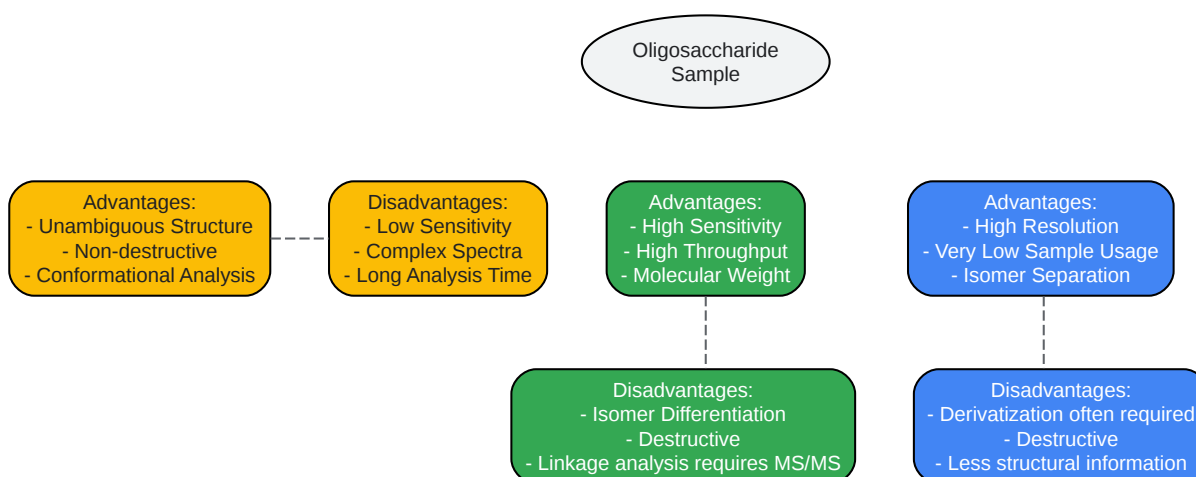 Oligosaccharide
Sample
Advantages:
- Unambiguous Structure
- Non-destructive
- Conformational Analysis
Disadvantages:
- Low Sensitivity
- Complex Spectra
- Long Analysis Time
Advantages:
- High Sensitivity
- High Throughput
- Molecular Weight
Advantages:
- High Resolution
- Very Low Sample Usage
- Isomer Separation
Disadvantages:
- Isomer Differentiation
- Destructive
- Linkage analysis requires MS/MS
Disadvantages:
- Derivatization often required
- Destructive
- Less structural information